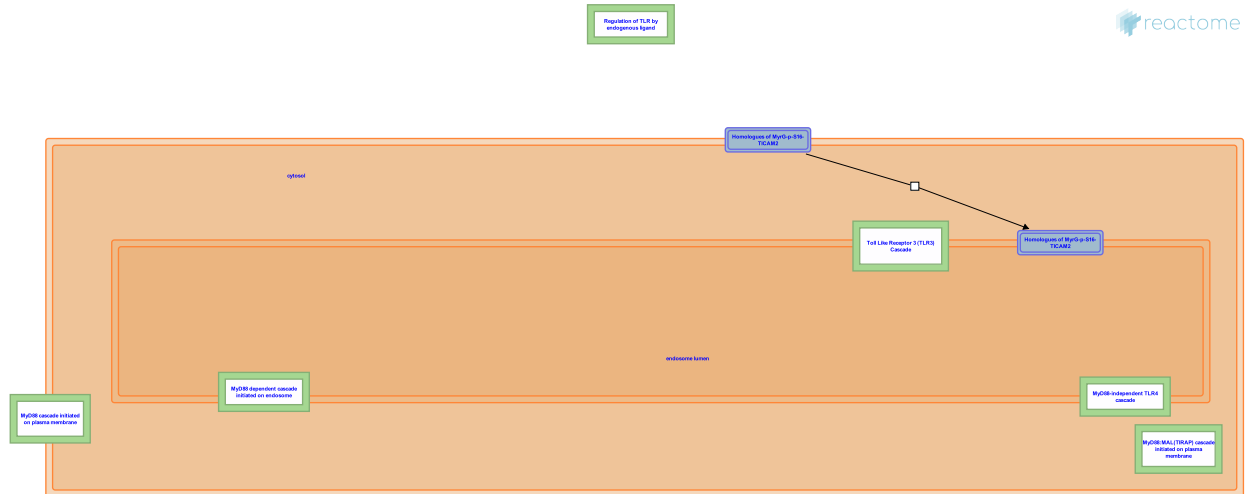 Regulation of TLR by
endogenous ligand
reactome
Homologues of MyrG-p-S16-
TICAM2
cytosol
Toll Like Receptor 3 (TLR3)
Cascade
Homologues of MyrG-p-S16-
TICAM2
endosome lumen
MyD88 dependent cascade
initiated on endosome
MyD88-independent TLR4
cascade
MyD88 cascade initiated
on plasma membrane
MyD88:MAL(TIRAP) cascade
initiated on plasma
membrane